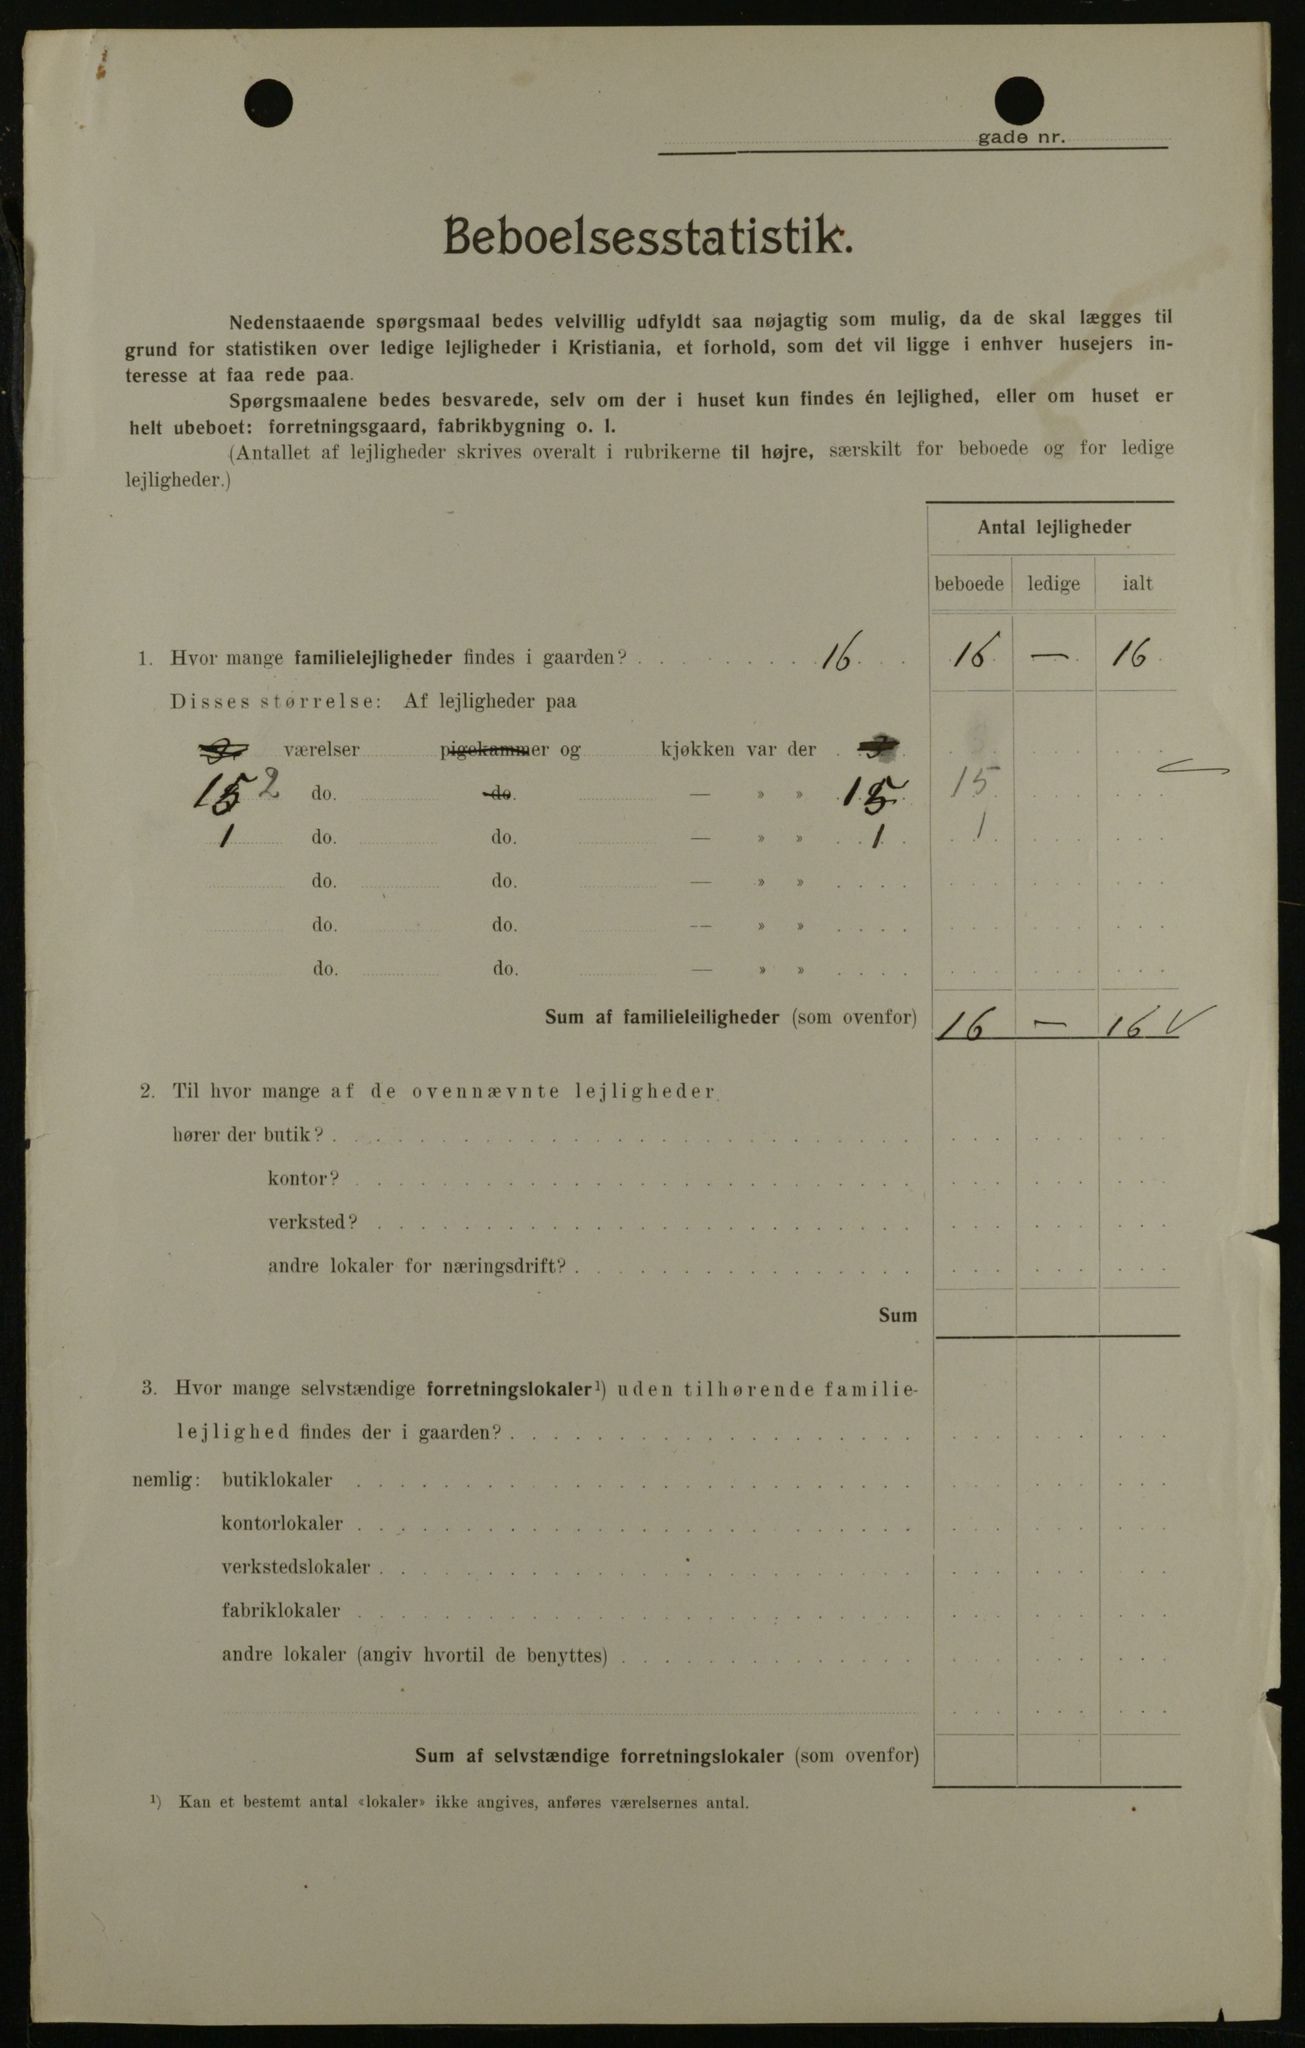 gade nr.
Beboelsesstatistik.
Nedenstaaende spørgsmaal bedes velvillig udfyldt saa nøjagtig som mulig, da de skal lægges til
grund for statistiken over ledige lejligheder i Kristiania, et forhold, som det vil ligge i enhver husejers in-
teresse at faa rede paa.
Spørgsmaalene bedes besvarede, selv om der i huset kun findes én lejlighed, eller om huset er
helt ubeboet: forretningsgaard, fabrikbygning o. l.
(Antallet af lejligheder skrives overalt i rubrikerne til højre, særskilt for beboede og for ledige
lejligheder.)
Antal lejligheder
beboede ledige ialt
1. Hvor mange familielejligheder findes i gaarden? 16 16 — 16
Disses størrelse: Af lejligheder paa
værelser pigekammer og kjøkken var der
15 2 do. do. — » » 15 15
1 do. do. — » » 1 1
do. do. — » »
do. do. — » »
do. do. — » »
Sum af familieleiligheder (som ovenfor) 16 — 16 √
2. Til hvor mange af de ovennævnte lejligheder
hører der butik?
kontor?
verksted?
andre lokaler for næringsdrift?
Sum
3. Hvor mange selvstændige forretningslokaler¹) uden tilhørende familie-
lejlighed findes der i gaarden?
nemlig: butiklokaler
kontorlokaler
verkstedslokaler
fabriklokaler
andre lokaler (angiv hvortil de benyttes)
Sum af selvstændige forretningslokaler (som ovenfor)
¹) Kan et bestemt antal «lokaler» ikke angives, anføres værelsernes antal.